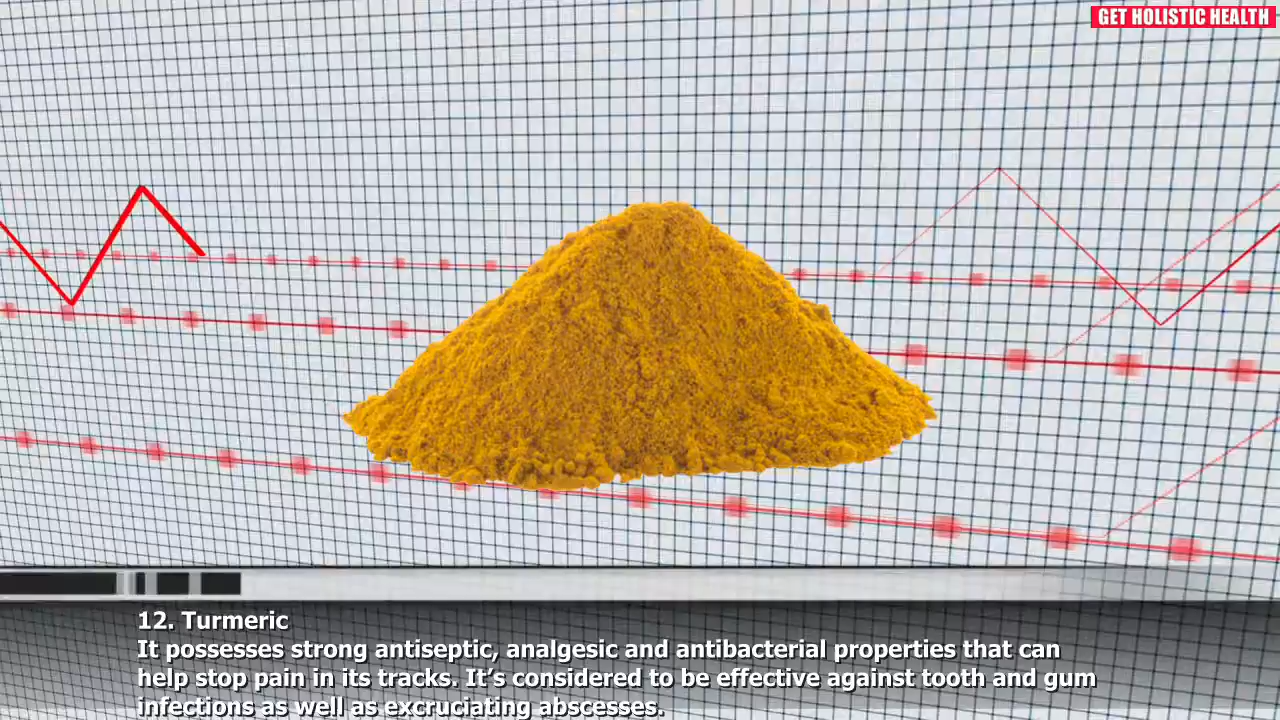 GET HOLISTIC HEALTH
12. Turmeric
It possesses strong antiseptic, analgesic and antibacterial properties that can
help stop pain in its tracks. It’s considered to be effective against tooth and gum
infections as well as excruciating abscesses.